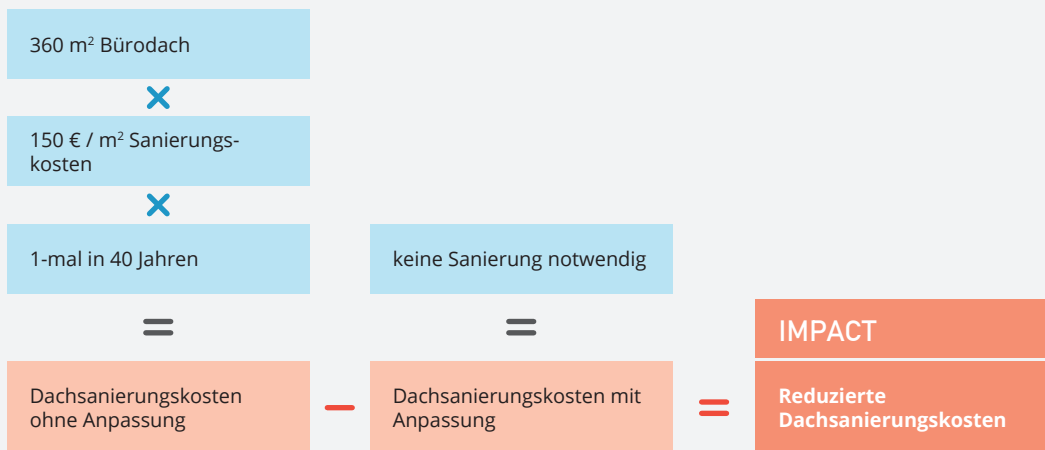 360 m² Bürodach
×
150 € / m² Sanierungs-
kosten
×
1-mal in 40 Jahren
keine Sanierung notwendig
=
=
IMPACT
Dachsanierungskosten
ohne Anpassung
–
Dachsanierungskosten mit
Anpassung
=
Reduzierte
Dachsanierungskosten